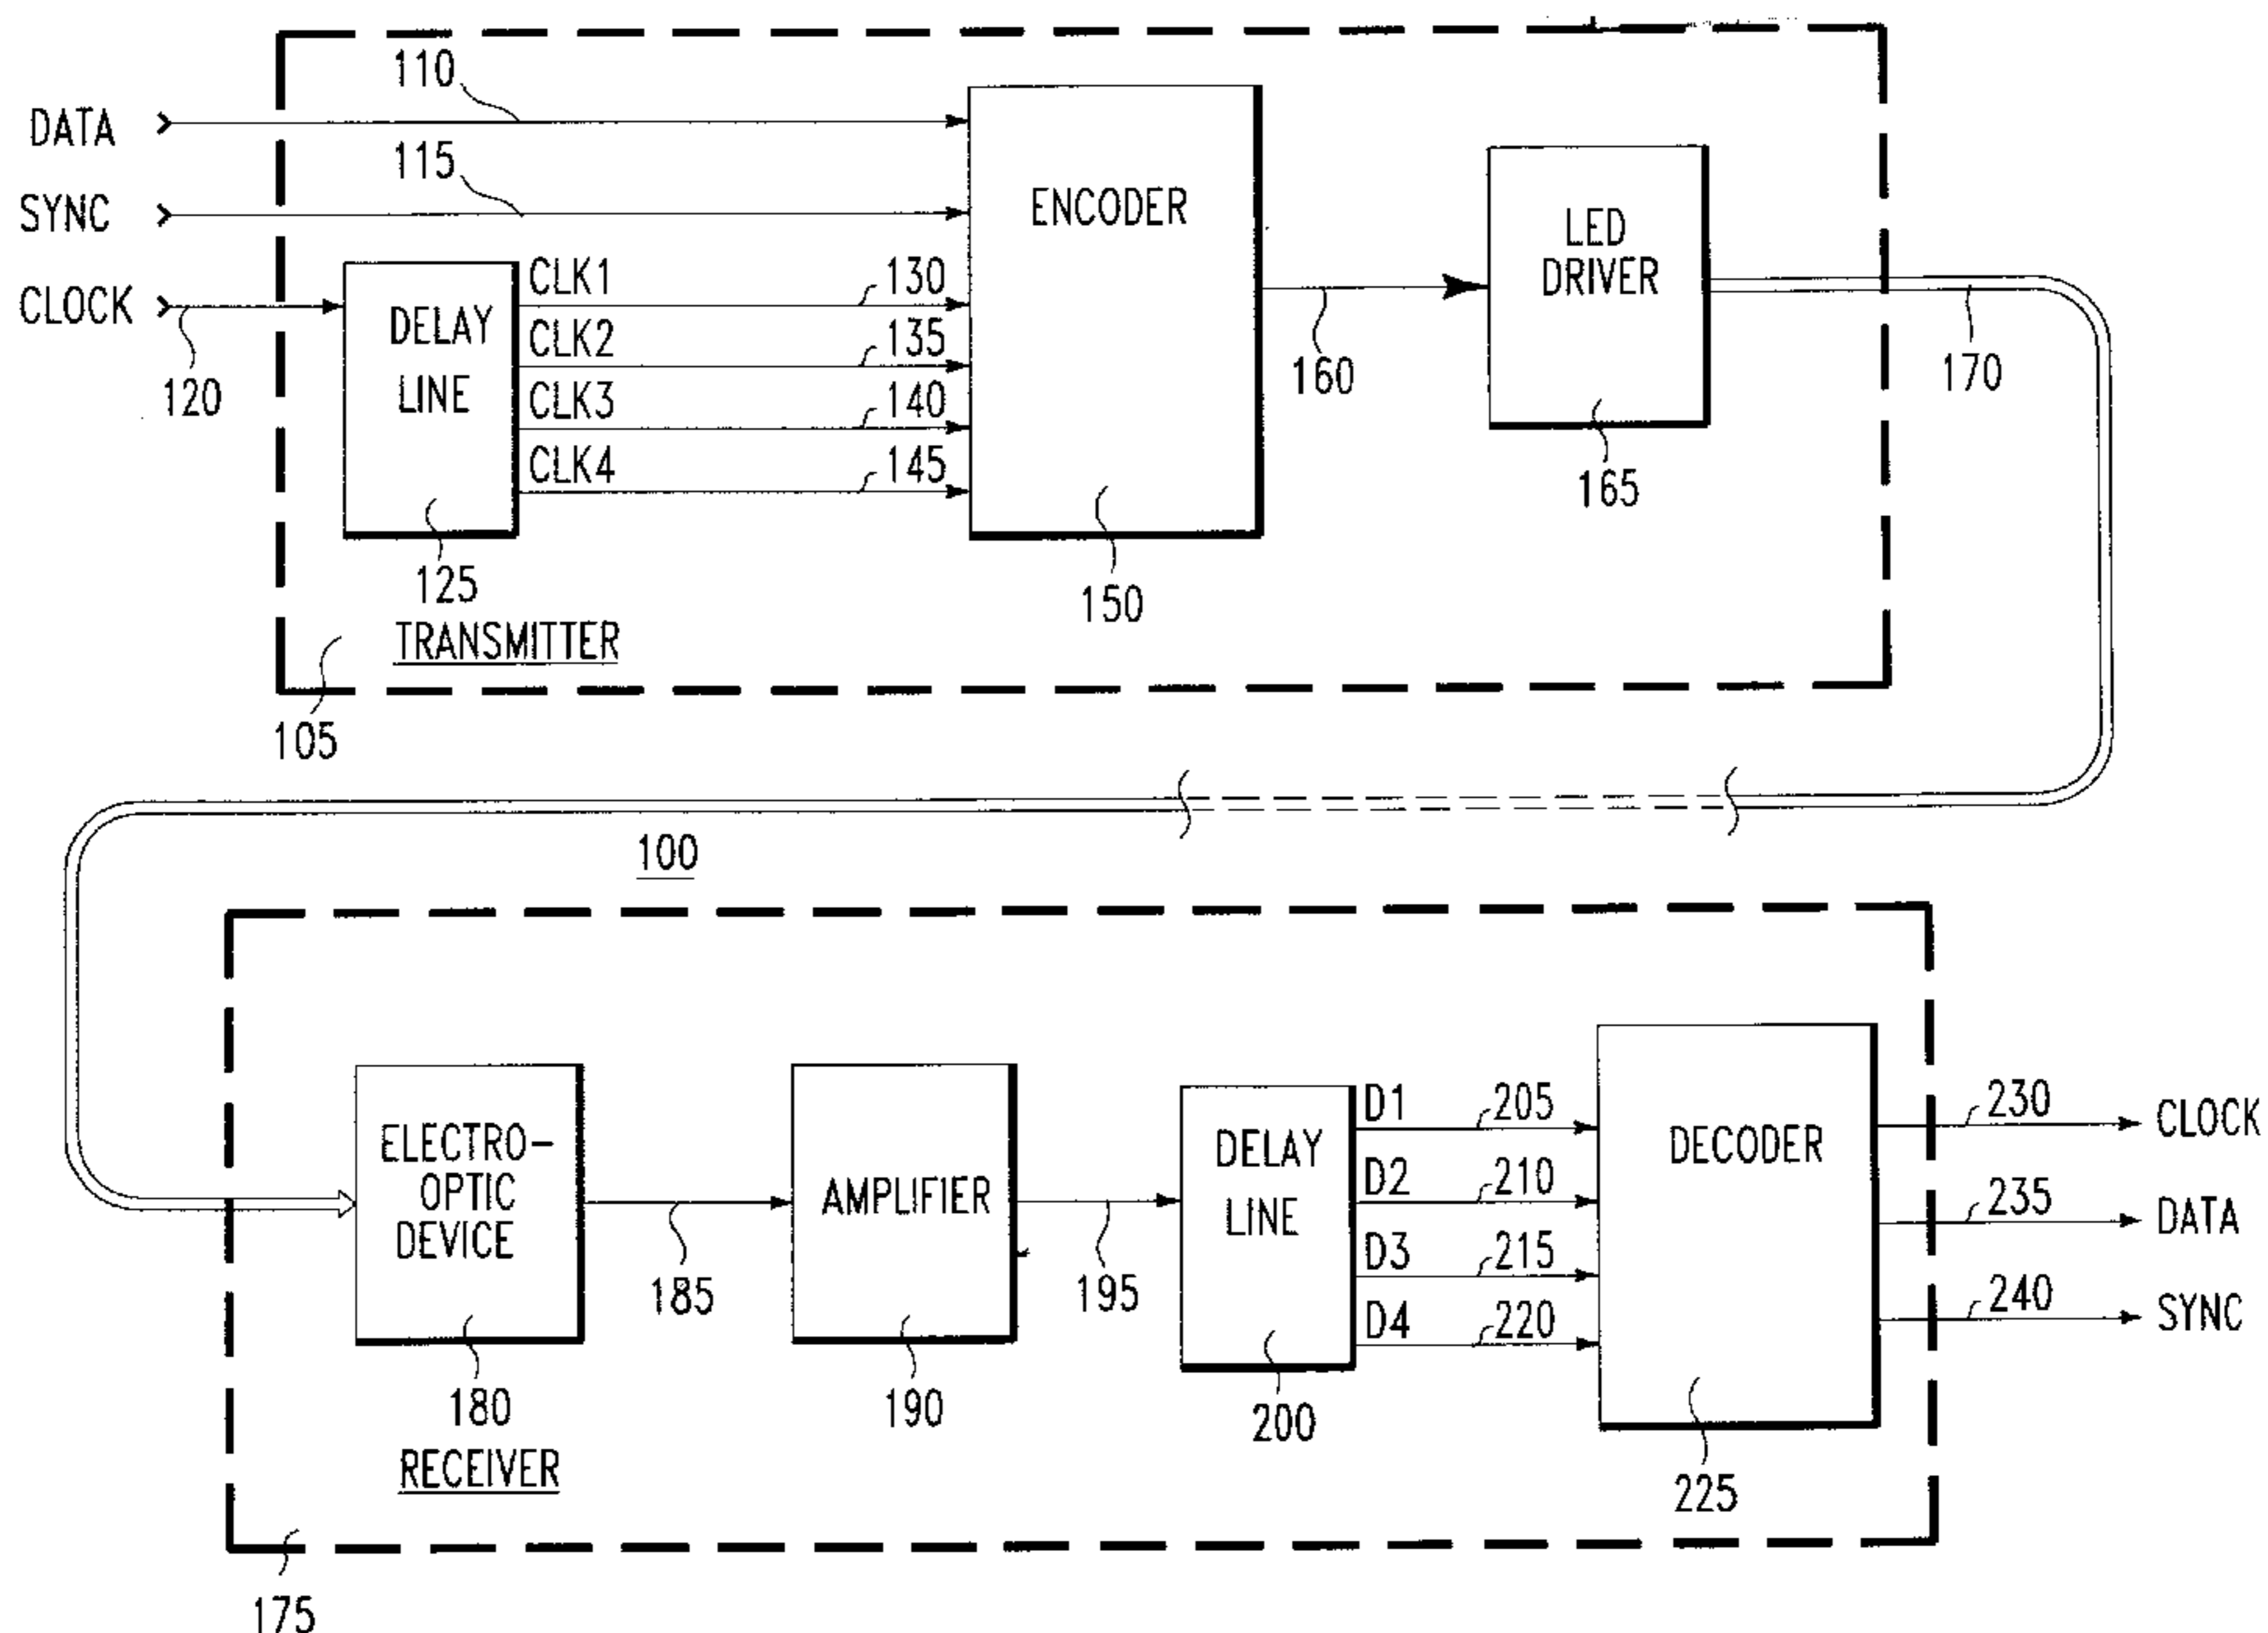 110
DATA
115
SYNC
ENCODER
LED
DRIVER
CLOCK
120
DELAY
LINE
CLK1
130
CLK2
135
CLK3
140
CLK4
145
160
170
165
125
150
TRANSMITTER
105
100
ELECTRO-
OPTIC
DEVICE
185
AMPLIFIER
195
DELAY
LINE
D1
205
D2
210
D3
215
D4
220
DECODER
230
CLOCK
235
DATA
240
SYNC
180
190
200
225
RECEIVER
175